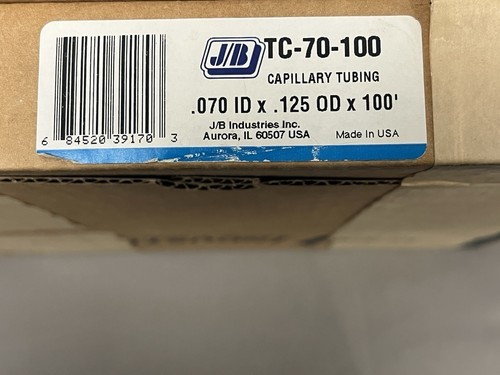 J/B TC-70-100
CAPILLARY TUBING
.070 ID x .125 OD x 100'
J/B Industries Inc.
Aurora, IL 60507 USA
Made in USA
6 84520 39170 3